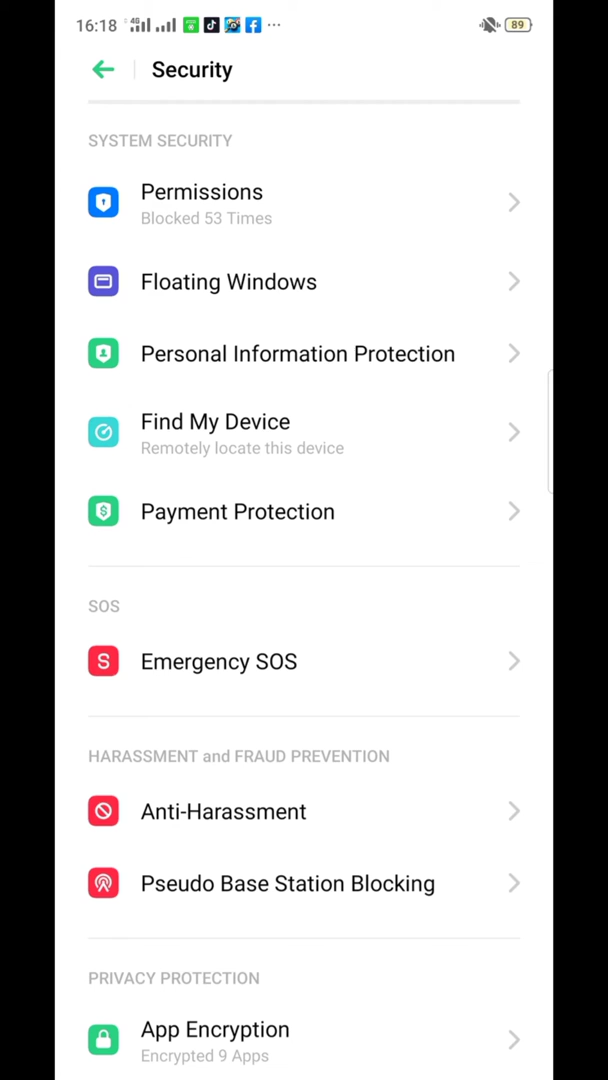 16:18 4G 89
Security
SYSTEM SECURITY
Permissions
Blocked 53 Times
Floating Windows
Personal Information Protection
Find My Device
Remotely locate this device
Payment Protection
SOS
S Emergency SOS
HARASSMENT and FRAUD PREVENTION
Anti-Harassment
Pseudo Base Station Blocking
PRIVACY PROTECTION
App Encryption
Encrypted 9 Apps